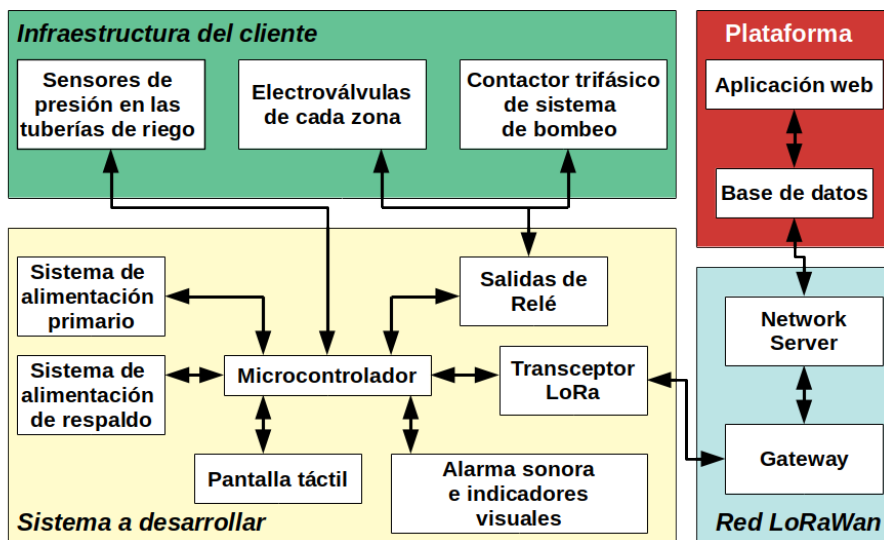 Infraestructura del cliente
Sensores de
presión en las
tuberías de riego
Electroválvulas
de cada zona
Contactor trifásico
de sistema
de bombeo
Plataforma
Aplicación web
Base de datos
Sistema de
alimentación
primario
Salidas de
Relé
Sistema de
alimentación
de respaldo
Microcontrolador
Transceptor
LoRa
Pantalla táctil
Alarma sonora
e indicadores
visuales
Sistema a desarrollar
Network
Server
Gateway
Red LoRaWan